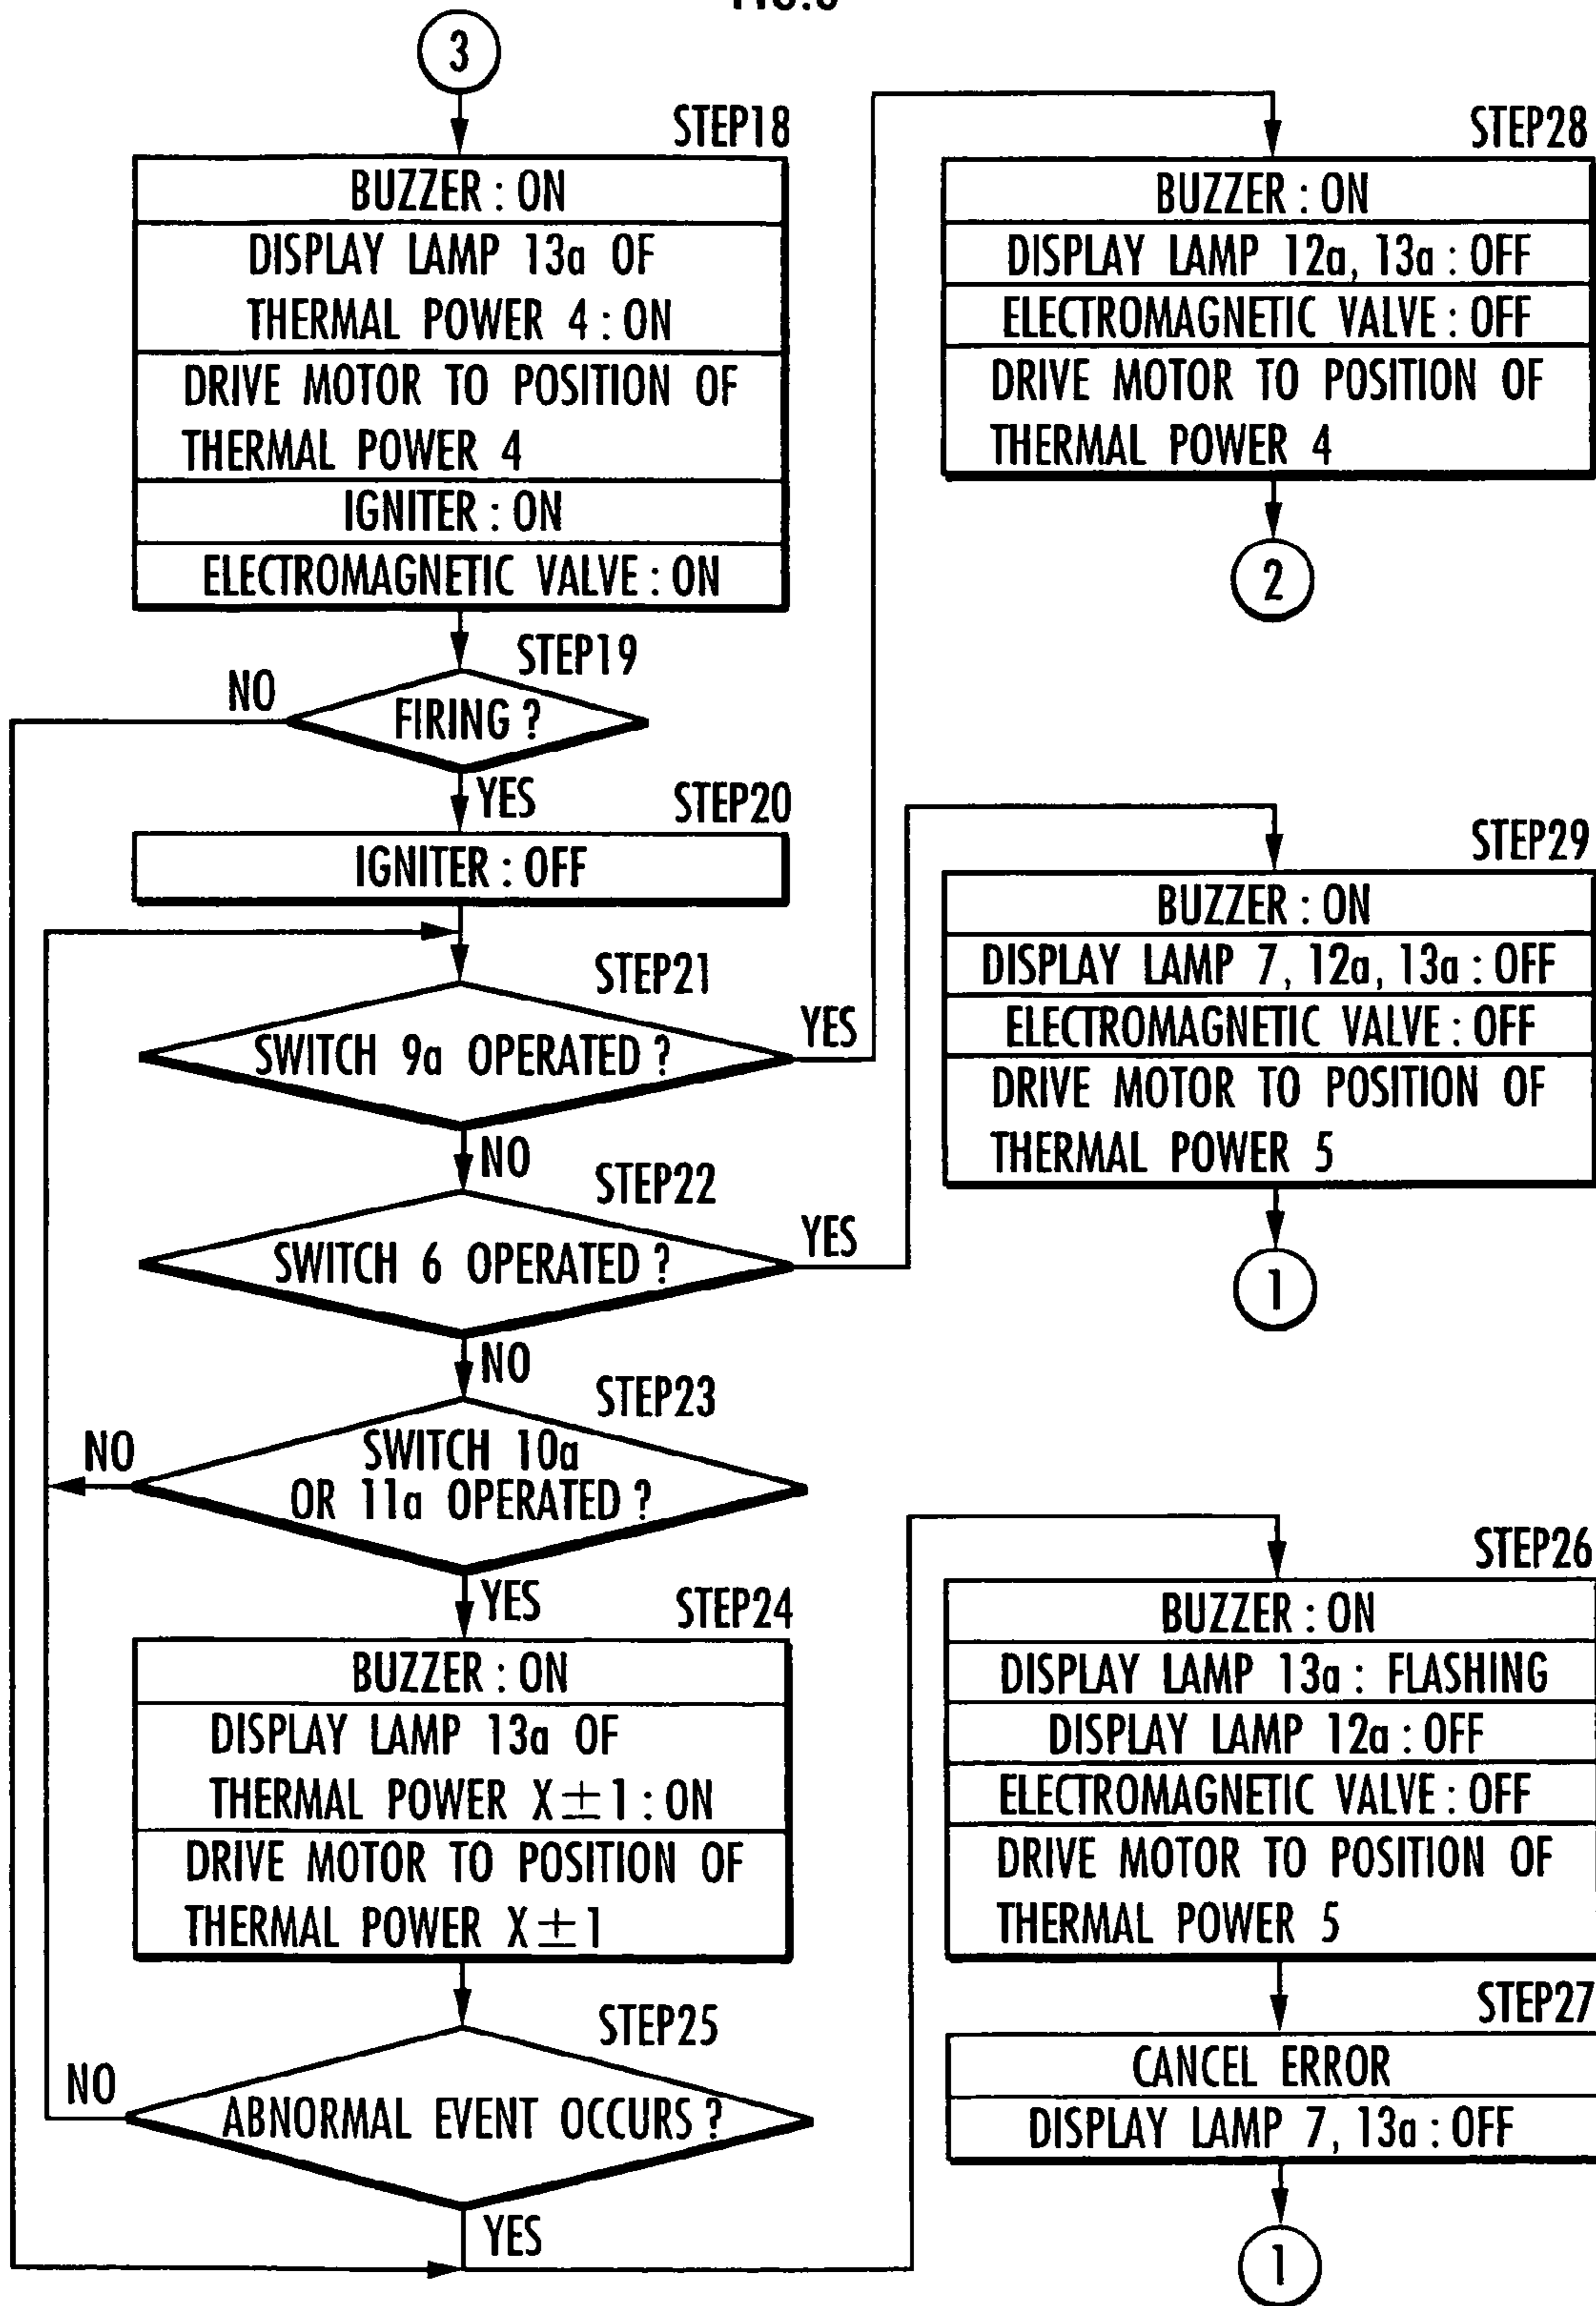 3
STEP18
BUZZER : ON
DISPLAY LAMP 13a OF
THERMAL POWER 4 : ON
DRIVE MOTOR TO POSITION OF
THERMAL POWER 4
IGNITER : ON
ELECTROMAGNETIC VALVE : ON
STEP19
NO
FIRING ?
YES
STEP20
IGNITER : OFF
STEP21
SWITCH 9a OPERATED ?
YES
NO
STEP22
SWITCH 6 OPERATED ?
YES
NO
STEP23
NO
SWITCH 10a
OR 11a OPERATED ?
YES
STEP24
BUZZER : ON
DISPLAY LAMP 13a OF
THERMAL POWER X±1 : ON
DRIVE MOTOR TO POSITION OF
THERMAL POWER X±1
STEP25
NO
ABNORMAL EVENT OCCURS ?
YES
STEP28
BUZZER : ON
DISPLAY LAMP 12a, 13a : OFF
ELECTROMAGNETIC VALVE : OFF
DRIVE MOTOR TO POSITION OF
THERMAL POWER 4
2
STEP29
BUZZER : ON
DISPLAY LAMP 7, 12a, 13a : OFF
ELECTROMAGNETIC VALVE : OFF
DRIVE MOTOR TO POSITION OF
THERMAL POWER 5
1
STEP26
BUZZER : ON
DISPLAY LAMP 13a : FLASHING
DISPLAY LAMP 12a : OFF
ELECTROMAGNETIC VALVE : OFF
DRIVE MOTOR TO POSITION OF
THERMAL POWER 5
STEP27
CANCEL ERROR
DISPLAY LAMP 7, 13a : OFF
1